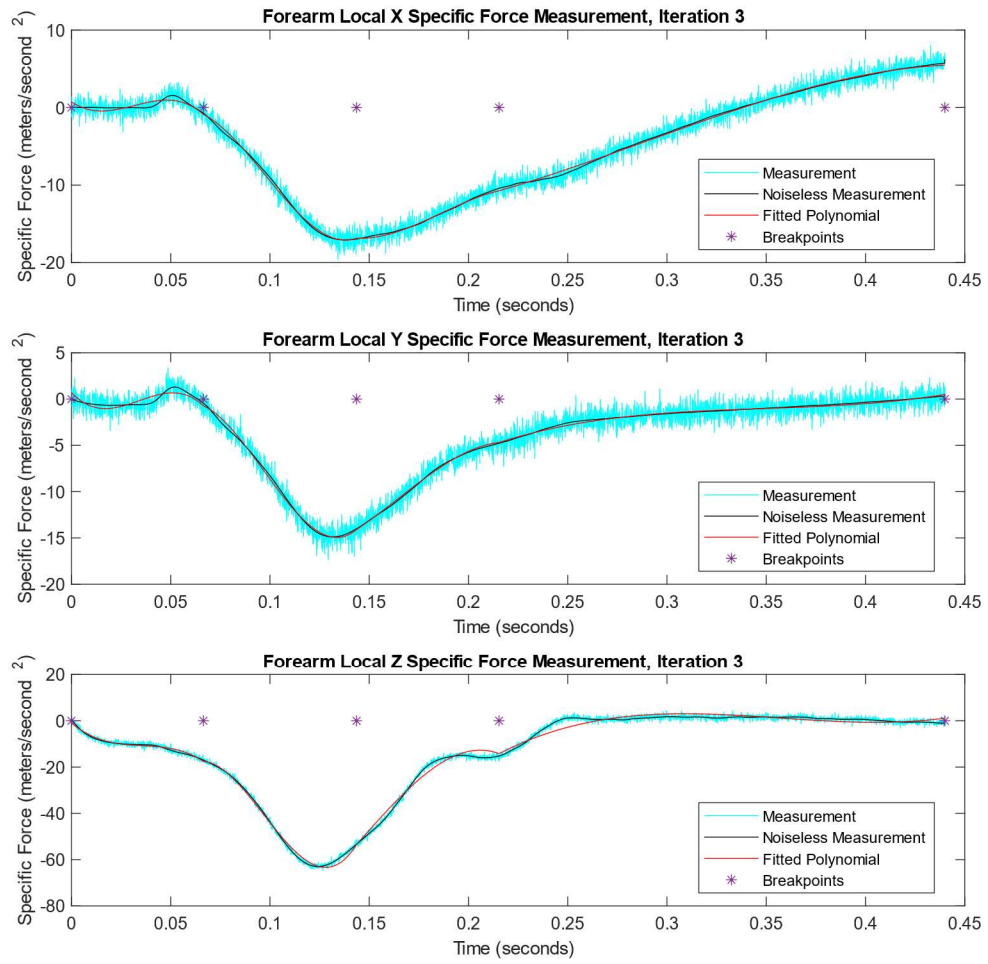 Forearm Local X Specific Force Measurement, Iteration 3
Specific Force (meters/second ²)
10
0
-10
-20
0 0.05 0.1 0.15 0.2 0.25 0.3 0.35 0.4 0.45
Time (seconds)
Measurement
Noiseless Measurement
Fitted Polynomial
Breakpoints
Forearm Local Y Specific Force Measurement, Iteration 3
Specific Force (meters/second ²)
5
0
-5
-10
-15
-20
0 0.05 0.1 0.15 0.2 0.25 0.3 0.35 0.4 0.45
Time (seconds)
Measurement
Noiseless Measurement
Fitted Polynomial
Breakpoints
Forearm Local Z Specific Force Measurement, Iteration 3
Specific Force (meters/second ²)
20
0
-20
-40
-60
-80
0 0.05 0.1 0.15 0.2 0.25 0.3 0.35 0.4 0.45
Time (seconds)
Measurement
Noiseless Measurement
Fitted Polynomial
Breakpoints